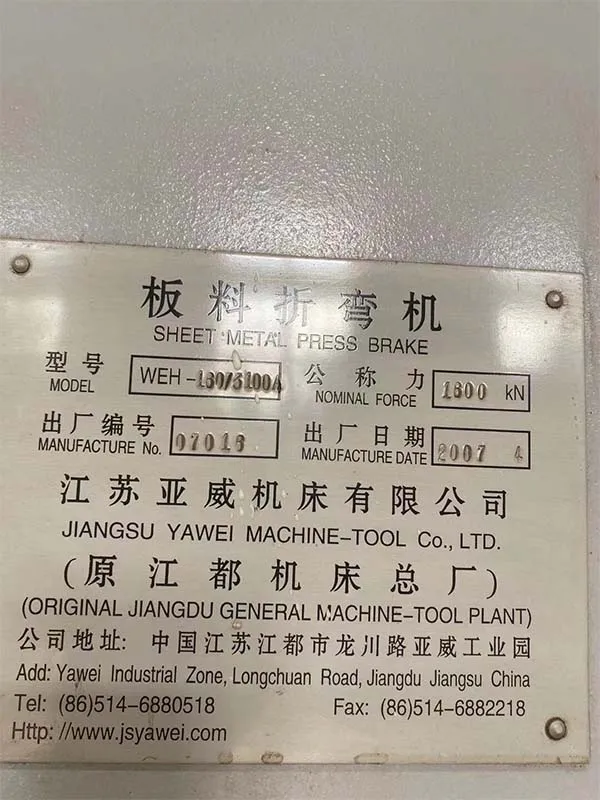 板料折弯机
SHEET METAL PRESS BRAKE
型号 WEH-160/3100A 公称力 1600 kN
MODEL NOMINAL FORCE
出厂编号 07016 出厂日期 2007 4
MANUFACTURE No. MANUFACTURE DATE
江苏亚威机床有限公司
JIANGSU YAWEI MACHINE-TOOL Co., LTD.
(原江都机床总厂)
(ORIGINAL JIANGDU GENERAL MACHINE-TOOL PLANT)
公司地址: 中国江苏江都市龙川路亚威工业园
Add: Yawei Industrial Zone, Longchuan Road, Jiangdu Jiangsu China
Tel: (86)514-6880518 Fax: (86)514-6882218
Http: //www.jsyawei.com